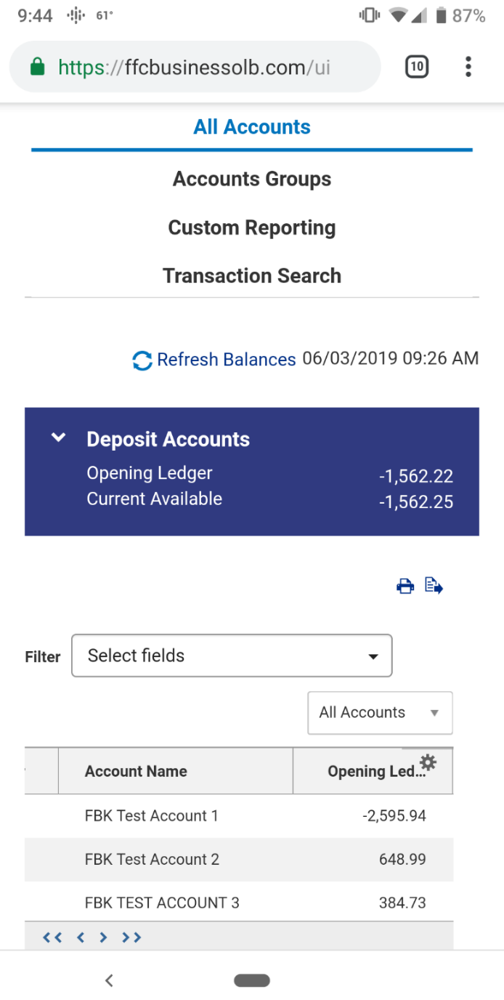 9:44 61° 87%
https://ffcbusinessolb.com/ui 10
All Accounts
Accounts Groups
Custom Reporting
Transaction Search
Refresh Balances 06/03/2019 09:26 AM
Deposit Accounts
Opening Ledger -1,562.22
Current Available -1,562.25
Filter Select fields
All Accounts
Account Name Opening Led...
FBK Test Account 1 -2,595.94
FBK Test Account 2 648.99
FBK TEST ACCOUNT 3 384.73
<< < > >>